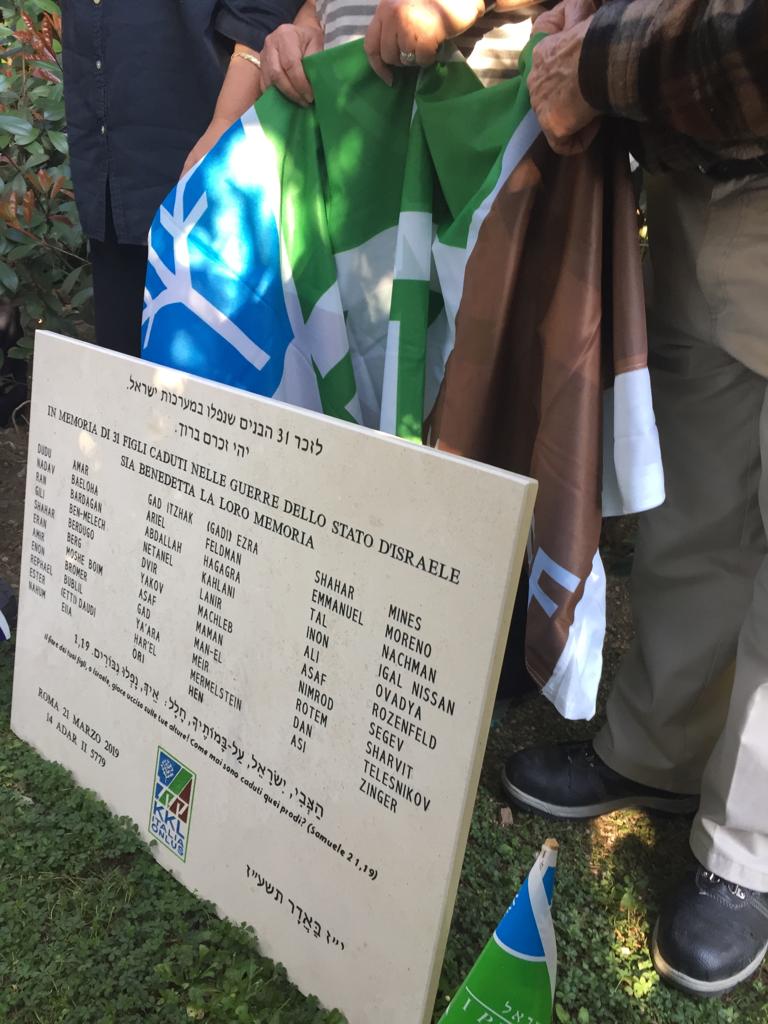 לזכר 31 הבנים שנפלו במערכות ישראל.
יהי זכרם ברוך.
IN MEMORIA DI 31 FIGLI CADUTI NELLE GUERRE DELLO STATO D'ISRAELE
SIA BENEDETTA LA LORO MEMORIA
DUDU AMAR
NADAV BAELOHA
RAN BARDAGAN
GILI BEN-MELECH
SHAHAR BERDUGO
ERAN BERG
AMIR MOSHE BOIM
ENON BROMER
REPHAEL BUBLIL
ESTER (ETTI) DAUDI
NAHUM EIIA
GAD ITZHAK (GADI) EZRA
ARIEL FELDMAN
ABDALLAH HAGAGRA
NETANEL KAHLANI
DVIR LANIR
YAKOV MACHLEB
ASAF MAMAN
GAD MAN-EL
YA'ARA MEIR
HAR'EL MERMELSTEIN
ORI HEN
SHAHAR MINES
EMMANUEL MORENO
TAL NACHMAN
INON IGAL NISSAN
ALI OVADYA
ASAF ROZENFELD
NIMROD SEGEV
ROTEM SHARVIT
DAN TELESNIKOV
ASI ZINGER
הַצְּבִי, יִשְׂרָאֵל, עַל-בָּמוֹתֶיךָ, חָלָל: אֵיךְ, נָפְלוּ גִבּוֹרִים. 1,19
Il fiore dei tuoi figli, o Israele, giace ucciso sulle tue alture! Come mai sono caduti quei prodi? (Samuele 2 1,19)
ROMA 21 MARZO 2019
14 ADAR II 5779
KKL
ITALIA
ONLUS
י״ז בַּאֲדָר תשע״ז